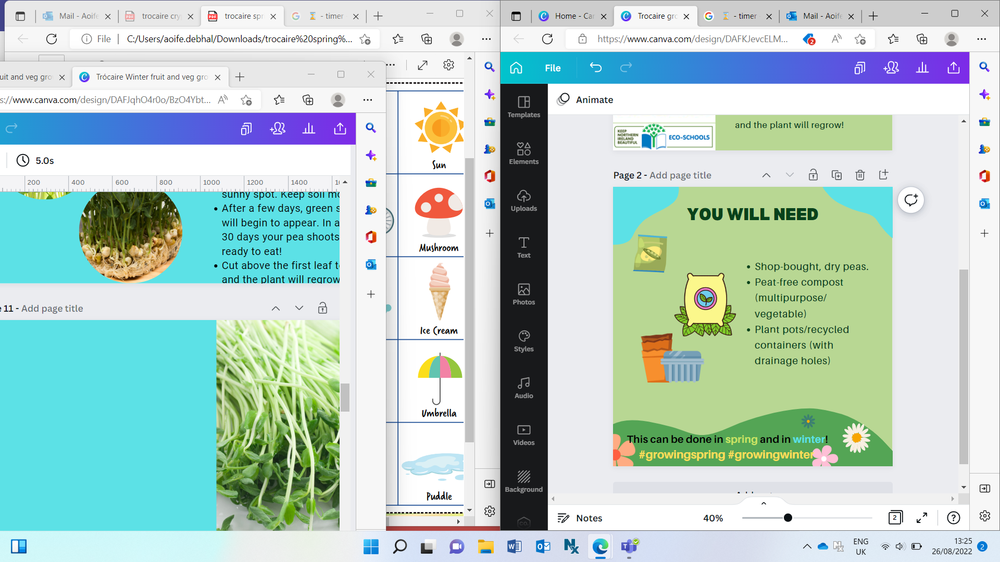 Mail - Aoife
trocaire cry
trocaire spr
- timer
File
C:/Users/aoife.debhal/Downloads/trocaire%20spring%...
uit and veg gro
Trócaire Winter fruit and veg gro
s://www.canva.com/design/DAFJqhO4r0o/BzO4Ybt...
5.0s
200
400
600
800
1000
1200
1400
sunny spot. Keep soil mo
• After a few days, green s
will begin to appear. In a
30 days your pea shoots
ready to eat!
• Cut above the first leaf t
and the plant will regrow
e 11 - Add page title
Sun
Mushroom
Ice Cream
Umbrella
Puddle
Home - Can
Trocaire gro
- timer
Mail - Aoife
https://www.canva.com/design/DAFKJevcELM...
2
File
Animate
Templates
Elements
Uploads
Text
Photos
Styles
Audio
Videos
Background
KEEP
NORTHERN
IRELAND
BEAUTIFUL
ECO-SCHOOLS
and the plant will regrow!
Page 2 - Add page title
YOU WILL NEED
• Shop-bought, dry peas.
• Peat-free compost
(multipurpose/
vegetable)
• Plant pots/recycled
containers (with
drainage holes)
This can be done in spring and in winter!
#growingspring #growingwinter
Notes
40%
2
ENG
UK
13:25
26/08/2022
2